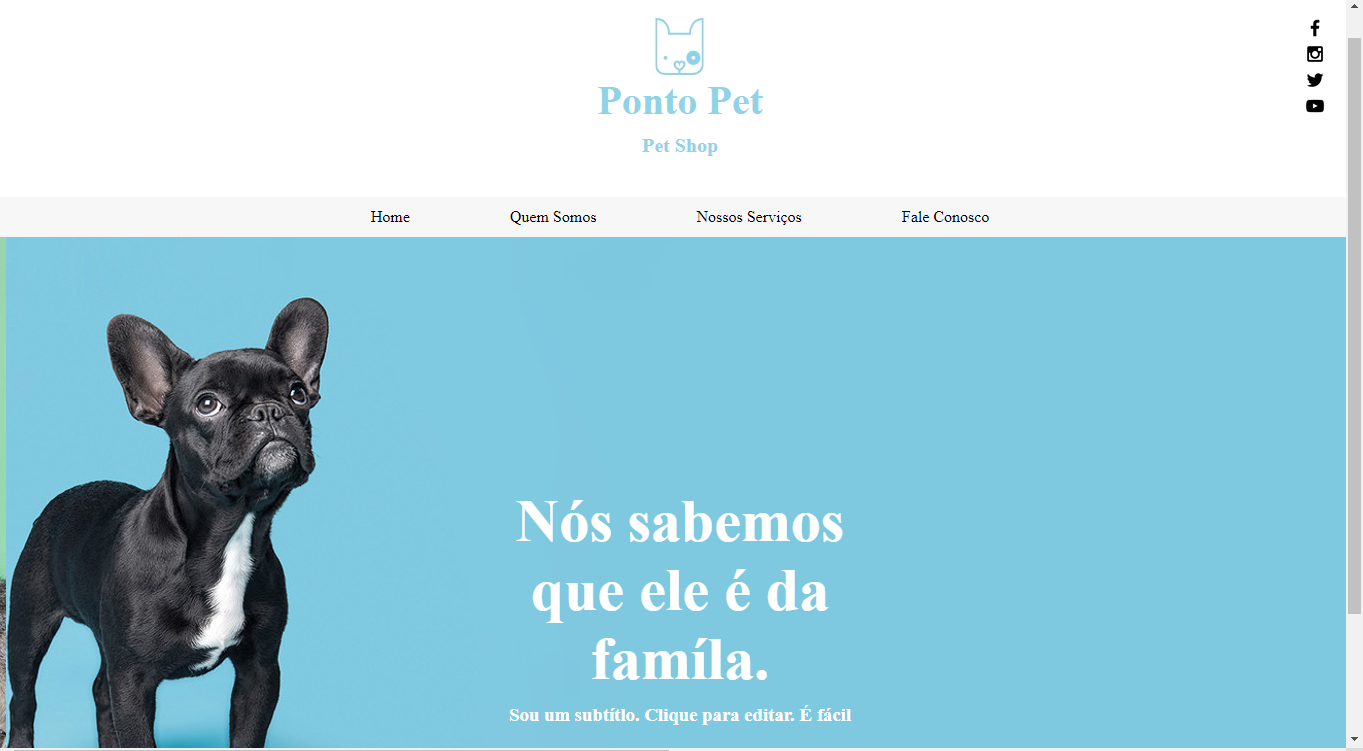 Ponto Pet
Pet Shop
Home Quem Somos Nossos Serviços Fale Conosco
Nós sabemos
que ele é da
famíla.
Sou um subtítlo. Clique para editar. É fácil